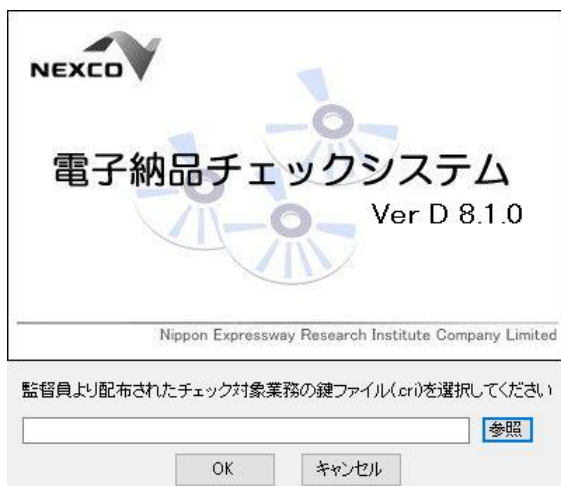 NEXCO
電子納品チェックシステム
Ver D 8.1.0
Nippon Expressway Research Institute Company Limited
監督員より配布されたチェック対象業務の鍵ファイル(.cri)を選択してください
参照
OK キャンセル